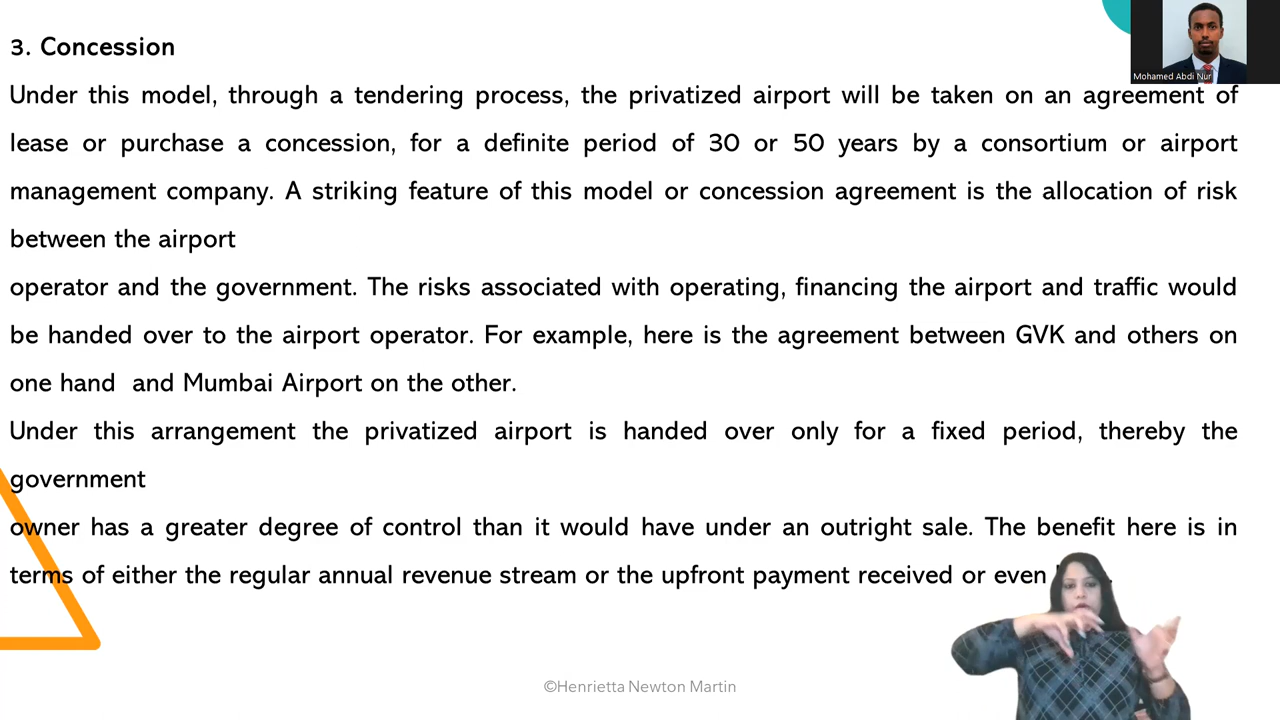 3. Concession
Mohamed Abdi Nur
Under this model, through a tendering process, the privatized airport will be taken on an agreement of
lease or purchase a concession, for a definite period of 30 or 50 years by a consortium or airport
management company. A striking feature of this model or concession agreement is the allocation of risk
between the airport
operator and the government. The risks associated with operating, financing the airport and traffic would
be handed over to the airport operator. For example, here is the agreement between GVK and others on
one hand  and Mumbai Airport on the other.
Under this arrangement the privatized airport is handed over only for a fixed period, thereby the
government
owner has a greater degree of control than it would have under an outright sale. The benefit here is in
terms of either the regular annual revenue stream or the upfront payment received or even
©Henrietta Newton Martin